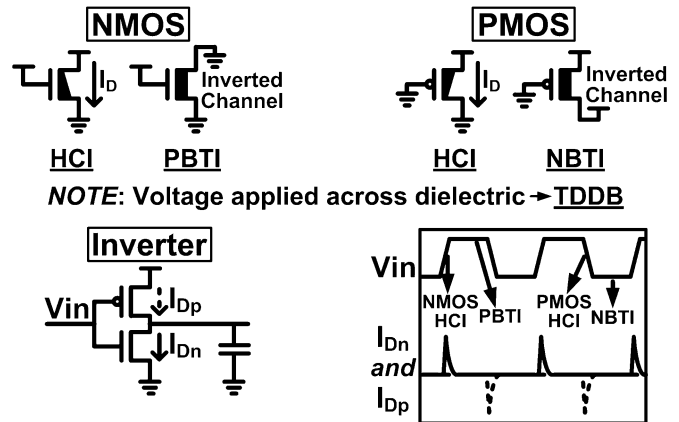 NMOS
PMOS
I_D
Inverted
Channel
I_D
Inverted
Channel
HCI
PBTI
HCI
NBTI
NOTE: Voltage applied across dielectric → TDDB
Inverter
Vin
I_Dp
I_Dn
Vin
NMOS
HCI
PBTI
PMOS
HCI
NBTI
I_Dn
and
I_Dp